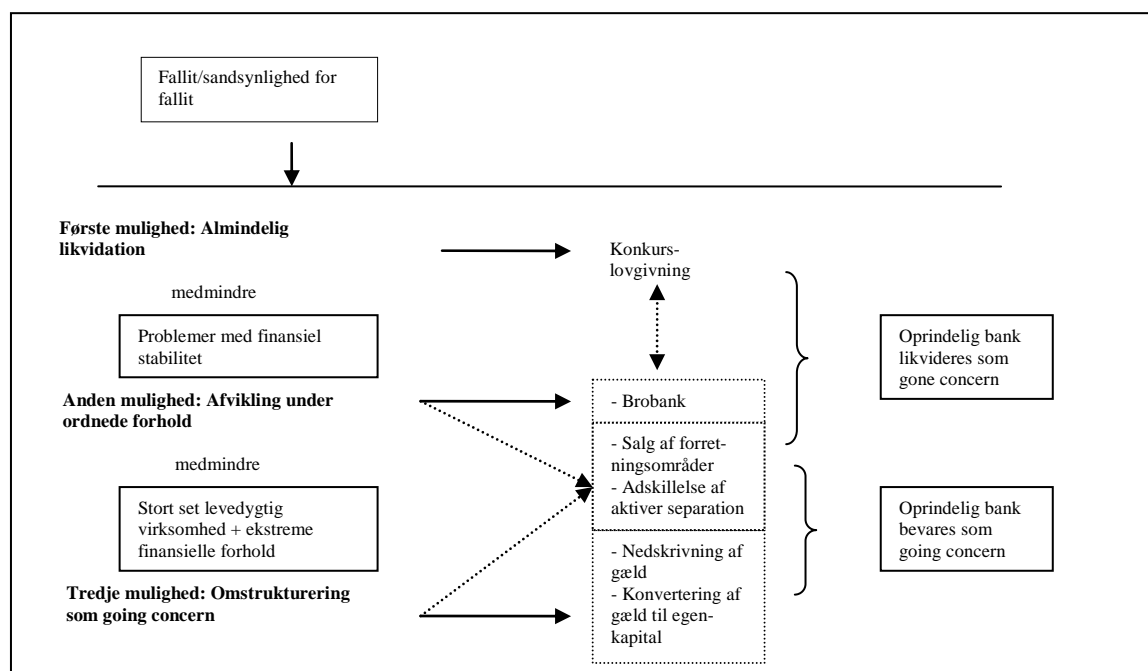 Fallit/sandsynlighed for
fallit
Første mulighed: Almindelig
likvidation
Konkurs-
lovgivning
medmindre
Problemer med finansiel
stabilitet
Oprindelig bank
likvideres som
gone concern
Anden mulighed: Afvikling under
ordnede forhold
- Brobank
- Salg af forret-
ningsområder
- Adskillelse af
aktiver separation
medmindre
Stort set levedygtig
virksomhed + ekstreme
finansielle forhold
Oprindelig bank
bevares som
going concern
Tredje mulighed: Omstrukturering
som going concern
- Nedskrivning af
gæld
- Konvertering af
gæld til egen-
kapital